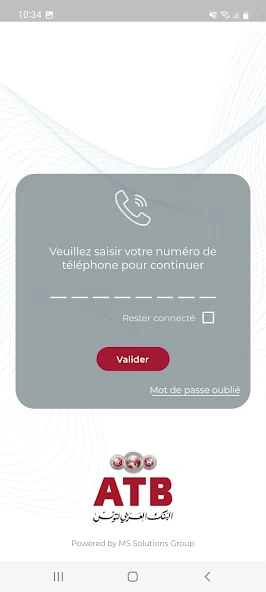 10:34
Veuillez saisir votre numéro de
téléphone pour continuer
Rester connecté
Valider
Mot de passe oublié
ATB
البنك العربي لتونس
Powered by MS Solutions Group